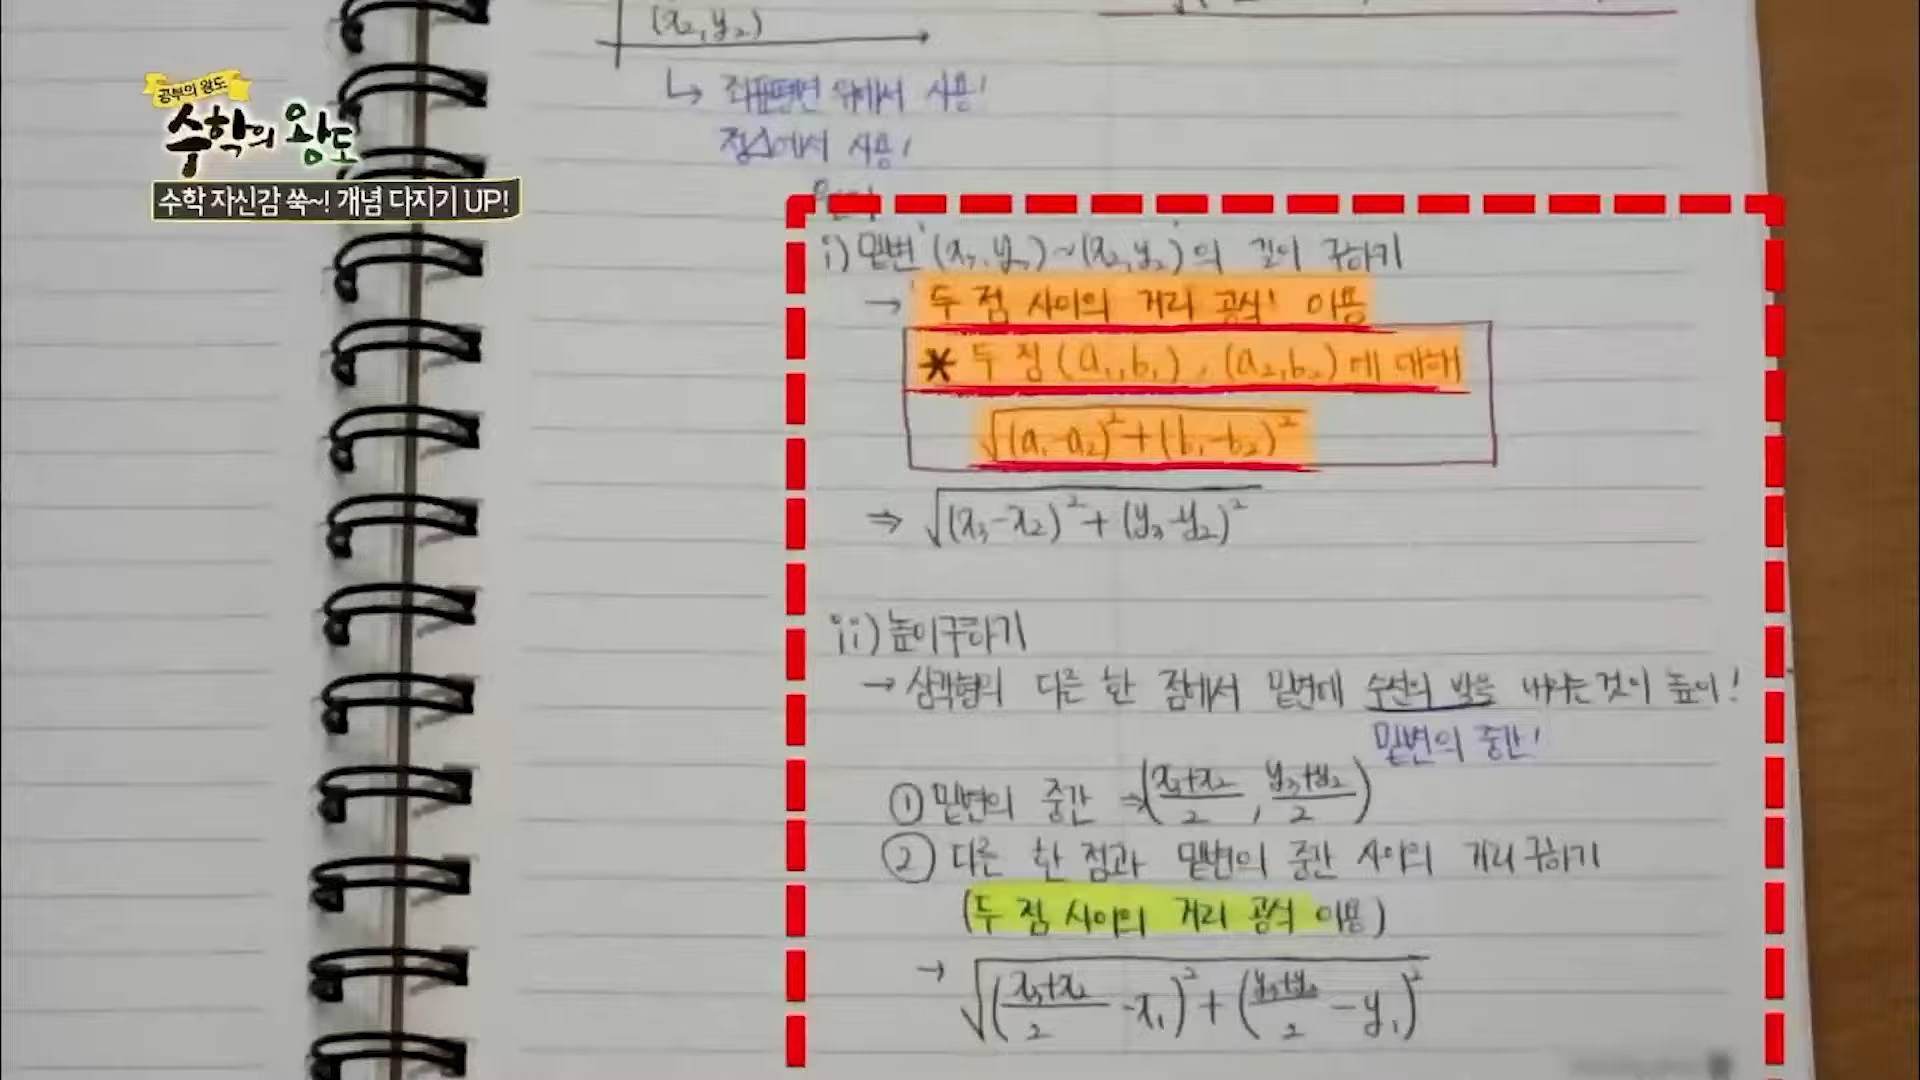 (x₂, y₂)
공부의 왕도
수학의 왕도
수학 자신감 쑥~! 개념 다지기 UP!
↳ 좌표평면 위에서 사용!
에서 사용!
i) 밑변 (x₃, y₃)~(x₂, y₂)의 길이 구하기
→ 두 점 사이의 거리 공식! 이용
* 두 점 (a₁, b₁), (a₂, b₂)에 대해
√(a₁-a₂)²+(b₁-b₂)²
⇒ √(x₃-x₂)²+(y₃-y₂)²
ii) 높이구하기
→ 삼각형의 다른 한 점에서 밑변에 수선의 발을 내리는것이 높이!
밑변의 중간!
① 밑변의 중간 ⇒ (x₃+x₂/2, y₃+y₂/2)
② 다른 한 점과 밑변의 중간 사이의 거리 구하기
(두 점 사이의 거리 공식 이용)
→ √(x₃+x₂/2 - x₁)² + (y₃+y₂/2 - y₁)²